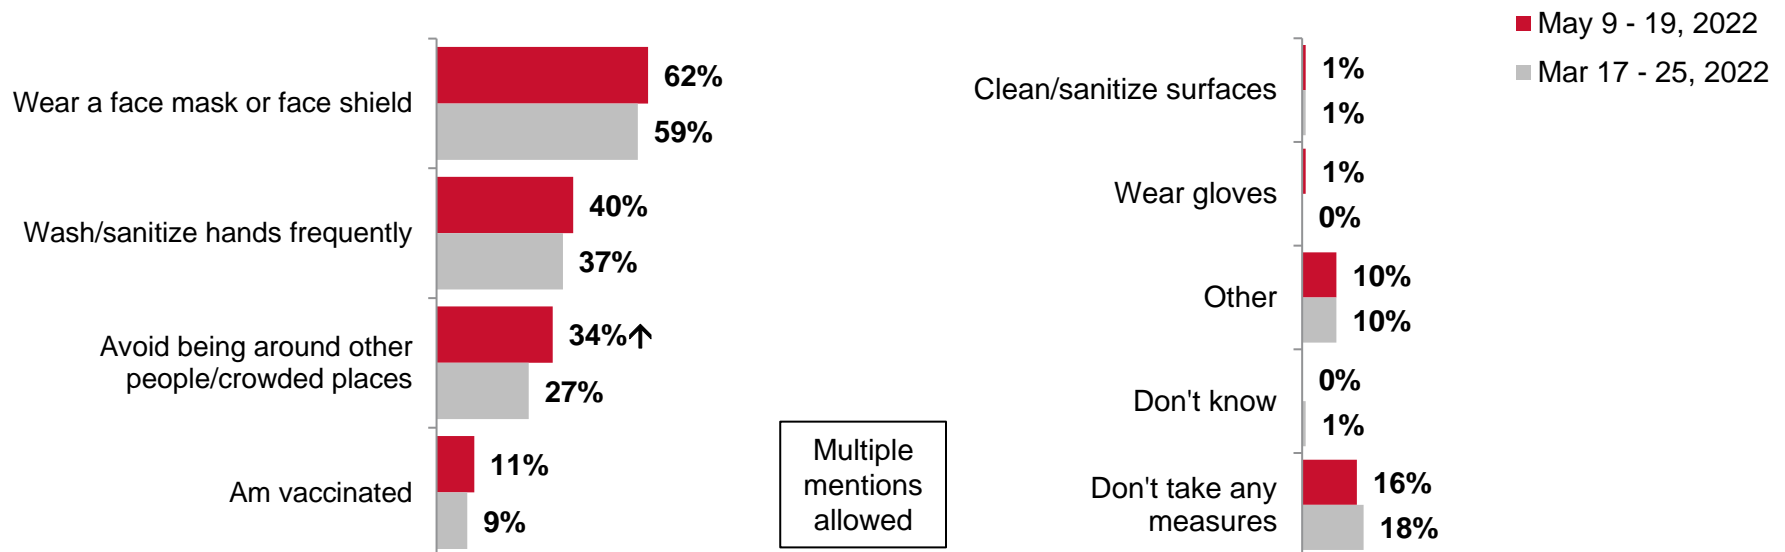 May 9 - 19, 2022
Mar 17 - 25, 2022
Wear a face mask or face shield
62%
59%
Wash/sanitize hands frequently
40%
37%
Avoid being around other
people/crowded places
34%↑
27%
Am vaccinated
11%
9%
Multiple
mentions
allowed
Clean/sanitize surfaces
1%
1%
Wear gloves
1%
0%
Other
10%
10%
Don't know
0%
1%
Don't take any
measures
16%
18%